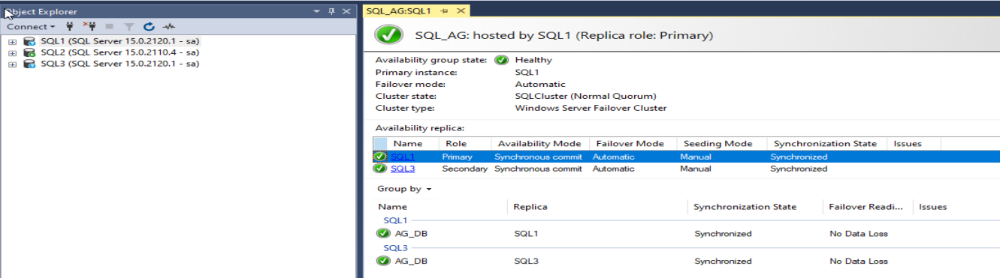 Object Explorer
Connect
SQL1 (SQL Server 15.0.2120.1 - sa)
SQL2 (SQL Server 15.0.2110.4 - sa)
SQL3 (SQL Server 15.0.2120.1 - sa)
SQL_AG:SQL1
SQL_AG: hosted by SQL1 (Replica role: Primary)
Availability group state: Healthy
Primary instance: SQL1
Failover mode: Automatic
Cluster state: SQLCluster (Normal Quorum)
Cluster type: Windows Server Failover Cluster
Availability replica:
Name Role Availability Mode Failover Mode Seeding Mode Synchronization State Issues
SQL1 Primary Synchronous commit Automatic Manual Synchronized
SQL3 Secondary Synchronous commit Automatic Manual Synchronized
Group by
Name Replica Synchronization State Failover Readi... Issues
SQL1
AG_DB SQL1 Synchronized No Data Loss
SQL3
AG_DB SQL3 Synchronized No Data Loss